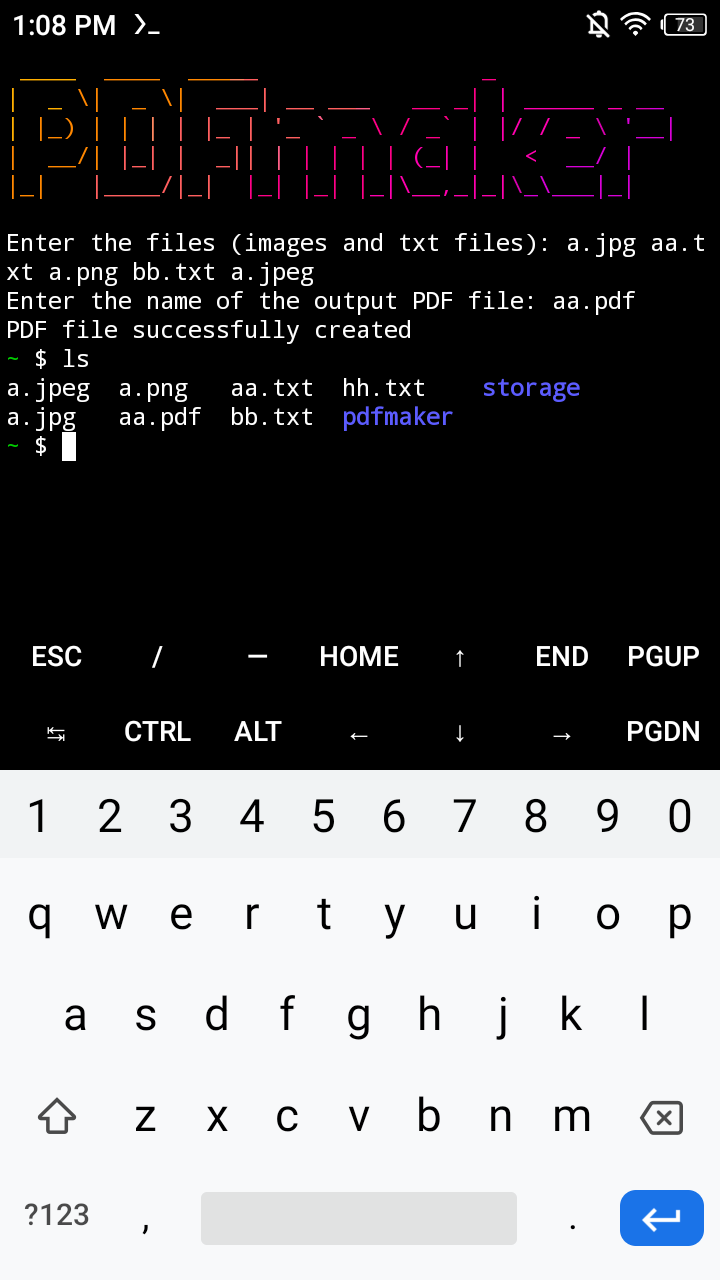 1:08 PM
73
PDFmaker
Enter the files (images and txt files): a.jpg aa.t
xt a.png bb.txt a.jpeg
Enter the name of the output PDF file: aa.pdf
PDF file successfully created
~ $ ls
a.jpeg a.png aa.txt hh.txt storage
a.jpg aa.pdf bb.txt pdfmaker
~ $
ESC / — HOME ↑ END PGUP
↹ CTRL ALT ← ↓ → PGDN
1 2 3 4 5 6 7 8 9 0
q w e r t y u i o p
a s d f g h j k l
z x c v b n m
?123 , .